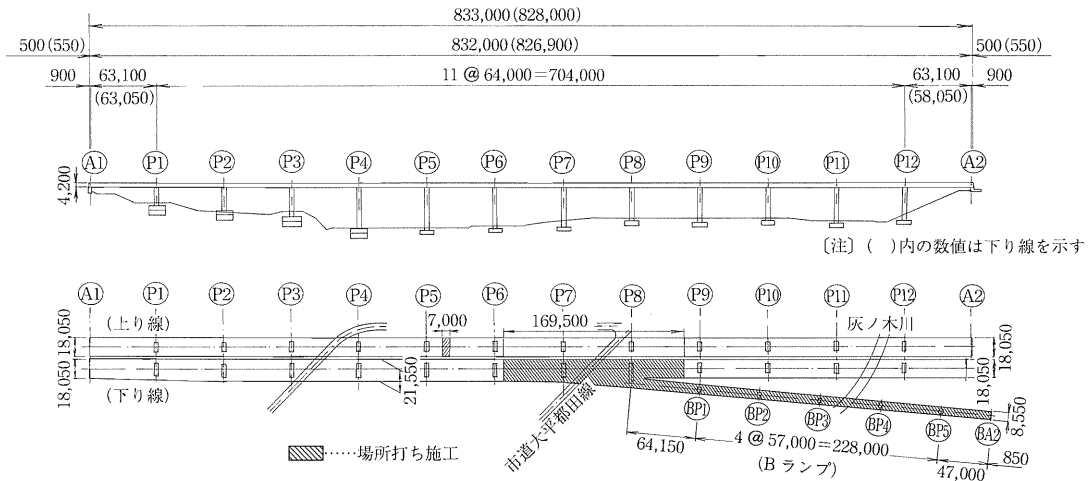 833,000(828,000)
500(550) 832,000(826,900) 500(550)
900 63,100 11 @ 64,000=704,000 63,100 900
(63,050) (58,050)
A1 P1 P2 P3 P4 P5 P6 P7 P8 P9 P10 P11 P12 A2
4,200
〔注〕( )内の数値は下り線を示す
A1 P1 P2 P3 P4 P5 P6 P7 P8 P9 P10 P11 P12 A2
(上り線) 7,000 169,500 灰ノ木川
18,050 18,050
18,050 21,550 18,050
(下り線)
市道大平都田線
BP1 BP2 BP3 BP4 BP5 BA2
8,550
64,150 4 @ 57,000=228,000 850
47,000
(Bランプ)
······場所打ち施工